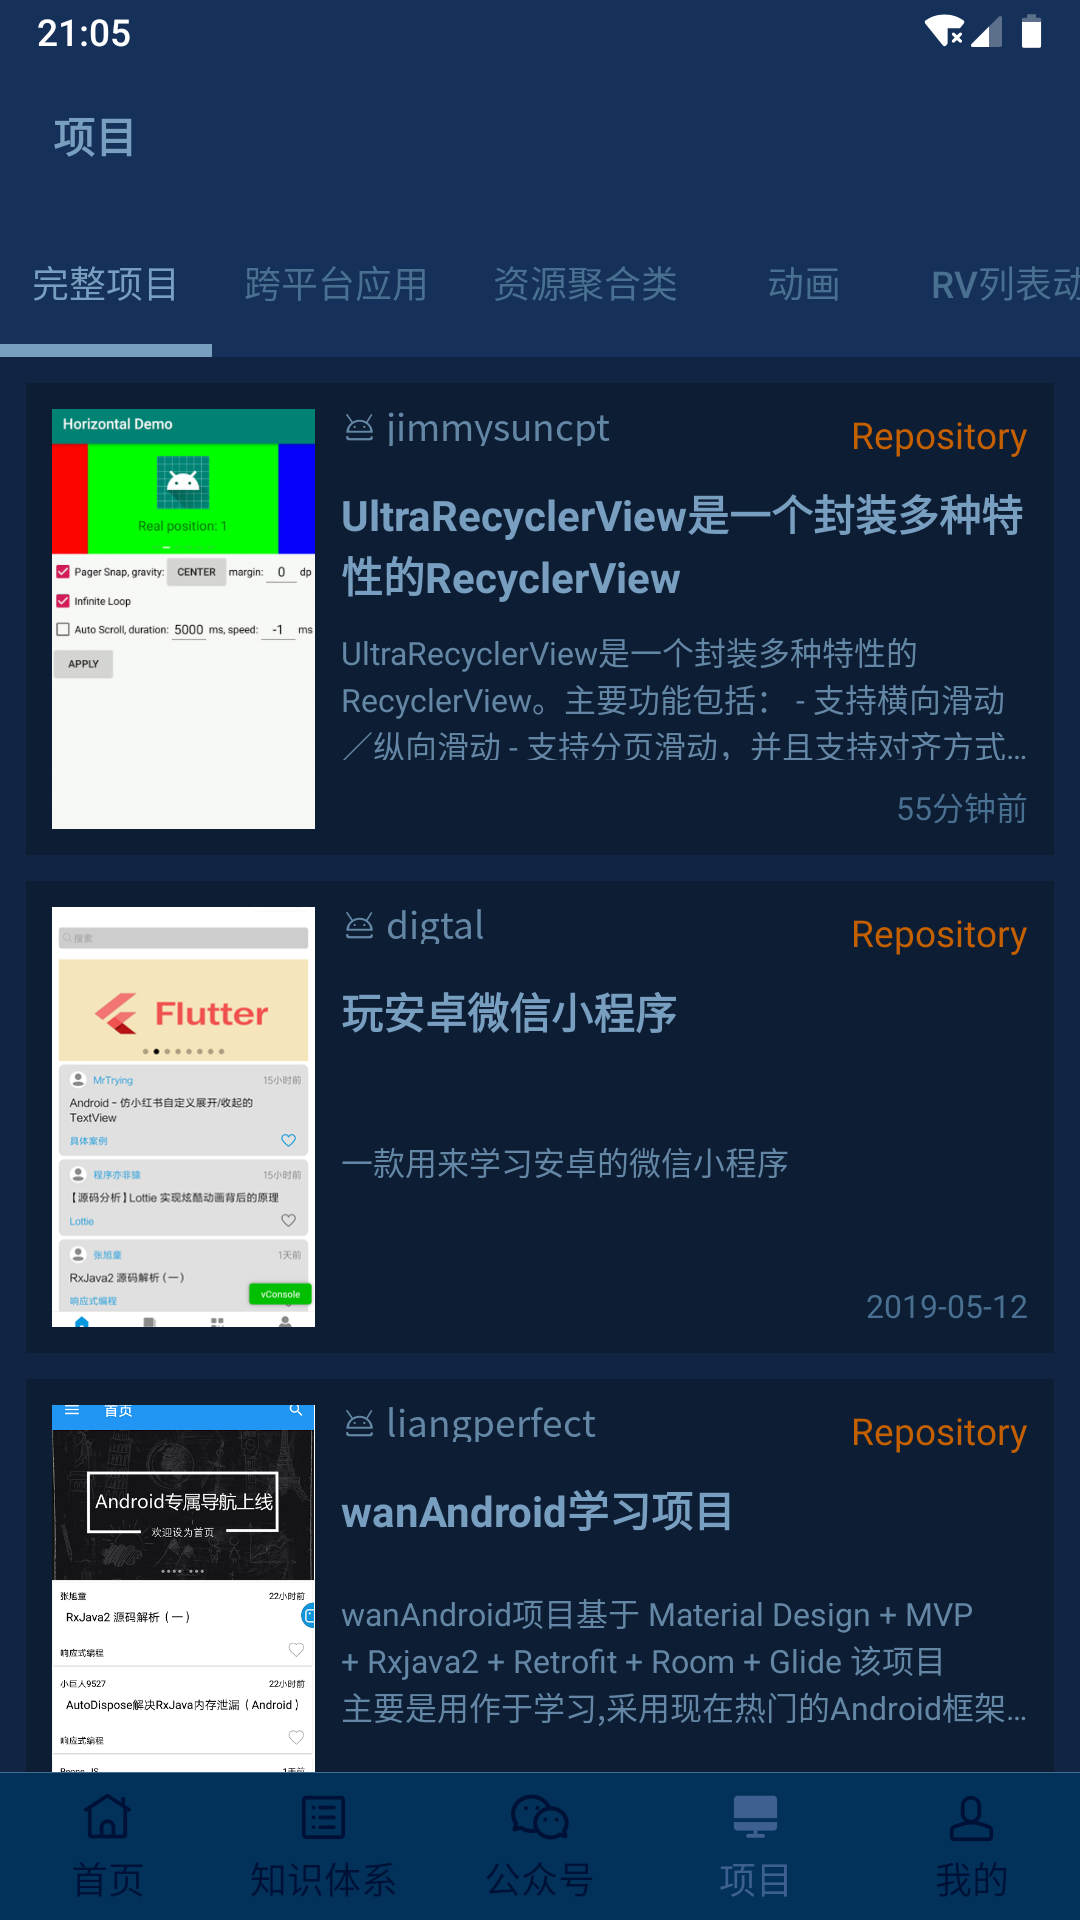 21:05
项目
完整项目 跨平台应用 资源聚合类 动画 RV列表动
Horizontal Demo
Real position: 1
Pager Snap, gravity: CENTER margin: 0 dp
Infinite Loop
Auto Scroll, duration: 5000 ms, speed: -1 ms
APPLY
jimmysuncpt
Repository
UltraRecyclerView是一个封装多种特
性的RecyclerView
UltraRecyclerView是一个封装多种特性的
RecyclerView。主要功能包括： - 支持横向滑动
／纵向滑动 - 支持分页滑动，并且支持对齐方式...
55分钟前
搜索
Flutter
MrTrying 15小时前
Android - 仿小红书自定义展开/收起的
TextView
具体案例
程序亦非猿 15小时前
【源码分析】Lottie 实现炫酷动画背后的原理
Lottie
张旭童 1天前
RxJava2 源码解析（一）
响应式编程
vConsole
digtal
Repository
玩安卓微信小程序
一款用来学习安卓的微信小程序
2019-05-12
首页
Android专属导航上线
欢迎设为首页
张旭童 22小时前
RxJava2 源码解析（一）
响应式编程
小巨人9527 22小时前
AutoDispose解决RxJava内存泄漏（Android）
响应式编程
liangperfect
Repository
wanAndroid学习项目
wanAndroid项目基于 Material Design + MVP
+ Rxjava2 + Retrofit + Room + Glide 该项目
主要是用作于学习,采用现在热门的Android框架...
首页 知识体系 公众号 项目 我的